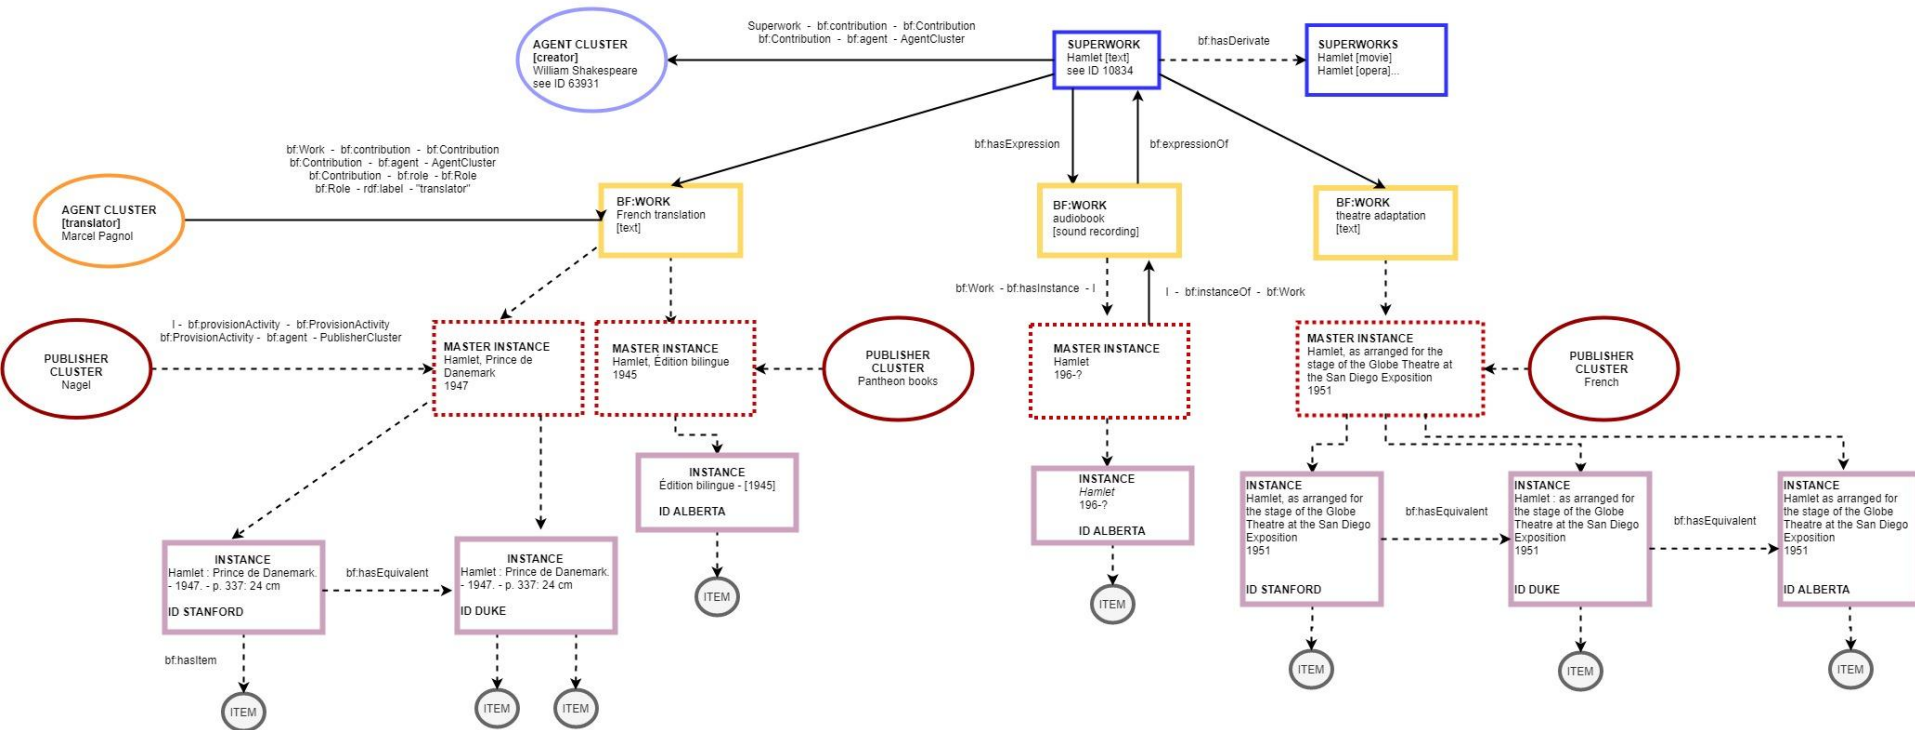 Superwork - bf:contribution - bf:Contribution
bf:Contribution - bf:agent - AgentCluster
AGENT CLUSTER
[creator]
William Shakespeare
see ID 63931
SUPERWORK
Hamlet [text]
see ID 10834
bf:hasDerivate
SUPERWORKS
Hamlet [movie]
Hamlet [opera]...
bf:Work - bf:contribution - bf:Contribution
bf:Contribution - bf:agent - AgentCluster
bf:Contribution - bf:role - bf:Role
bf:Role - rdf:label - "translator"
bf:hasExpression
bf:expressionOf
AGENT CLUSTER
[translator]
Marcel Pagnol
BF:WORK
French translation
[text]
BF:WORK
audiobook
[sound recording]
BF:WORK
theatre adaptation
[text]
bf:Work - bf:hasInstance - I
I - bf:instanceOf - bf:Work
I - bf:provisionActivity - bf:ProvisionActivity
bf:ProvisionActivity - bf:agent - PublisherCluster
PUBLISHER
CLUSTER
Nagel
MASTER INSTANCE
Hamlet, Prince de
Danemark
1947
MASTER INSTANCE
Hamlet, Édition bilingue
1945
PUBLISHER
CLUSTER
Pantheon books
MASTER INSTANCE
Hamlet
196-?
MASTER INSTANCE
Hamlet, as arranged for the
stage of the Globe Theatre at
the San Diego Exposition
1951
PUBLISHER
CLUSTER
French
INSTANCE
Édition bilingue - [1945]
ID ALBERTA
INSTANCE
Hamlet
196-?
ID ALBERTA
INSTANCE
Hamlet, as arranged for
the stage of the Globe
Theatre at the San Diego
Exposition
1951
ID STANFORD
bf:hasEquivalent
INSTANCE
Hamlet : as arranged for
the stage of the Globe
Theatre at the San Diego
Exposition
1951
ID DUKE
bf:hasEquivalent
INSTANCE
Hamlet as arranged for
the stage of the Globe
Theatre at the San Diego
Exposition
1951
ID ALBERTA
INSTANCE
Hamlet : Prince de Danemark.
- 1947. - p. 337: 24 cm
ID STANFORD
bf:hasEquivalent
INSTANCE
Hamlet : Prince de Danemark.
- 1947. - p. 337: 24 cm
ID DUKE
ITEM
ITEM
bf:hasItem
ITEM
ITEM
ITEM
ITEM
ITEM
ITEM